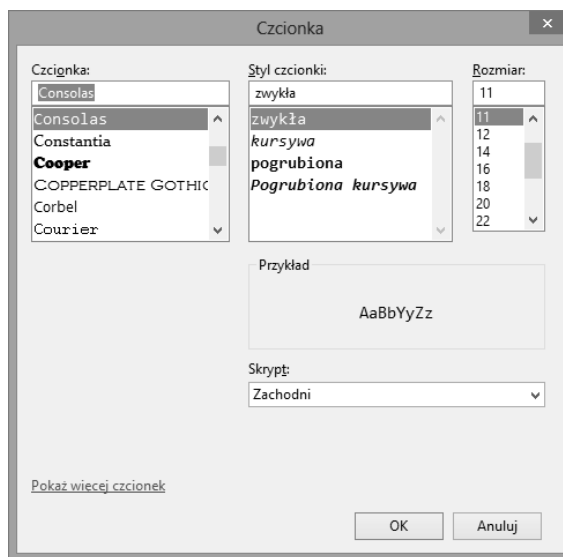 Czcionka
Czcionka:
Consolas
Consolas
Constantia
Cooper
COPPERPLATE GOTHIC
Corbel
Courier
Styl czcionki:
zwykła
zwykła
kursywa
pogrubiona
Pogrubiona kursywa
Rozmiar:
11
11
12
14
16
18
20
22
Przykład
AaBbYyZz
Skrypt:
Zachodni
Pokaż więcej czcionek
OK
Anuluj